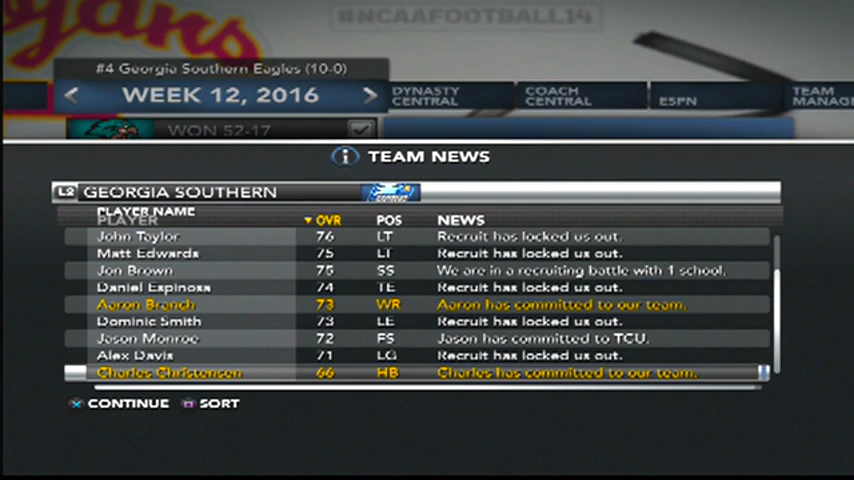 #NCAAFOOTBALL14
#4 Georgia Southern Eagles (10-0)
< WEEK 12, 2016 >
DYNASTY CENTRAL
COACH CENTRAL
ESPN
TEAM
WON 52-17
i TEAM NEWS
L2 GEORGIA SOUTHERN
PLAYER NAME
PLAYER OVR POS NEWS
John Taylor 76 LT Recruit has locked us out.
Matt Edwards 75 LT Recruit has locked us out.
Jon Brown 75 SS We are in a recruiting battle with 1 school.
Daniel Espinosa 74 TE Recruit has locked us out.
Aaron Branch 73 WR Aaron has committed to our team.
Dominic Smith 73 LE Recruit has locked us out.
Jason Monroe 72 FS Jason has committed to TCU.
Alex Davis 71 LG Recruit has locked us out.
Charles Christensen 66 HB Charles has committed to our team.
CONTINUE SORT